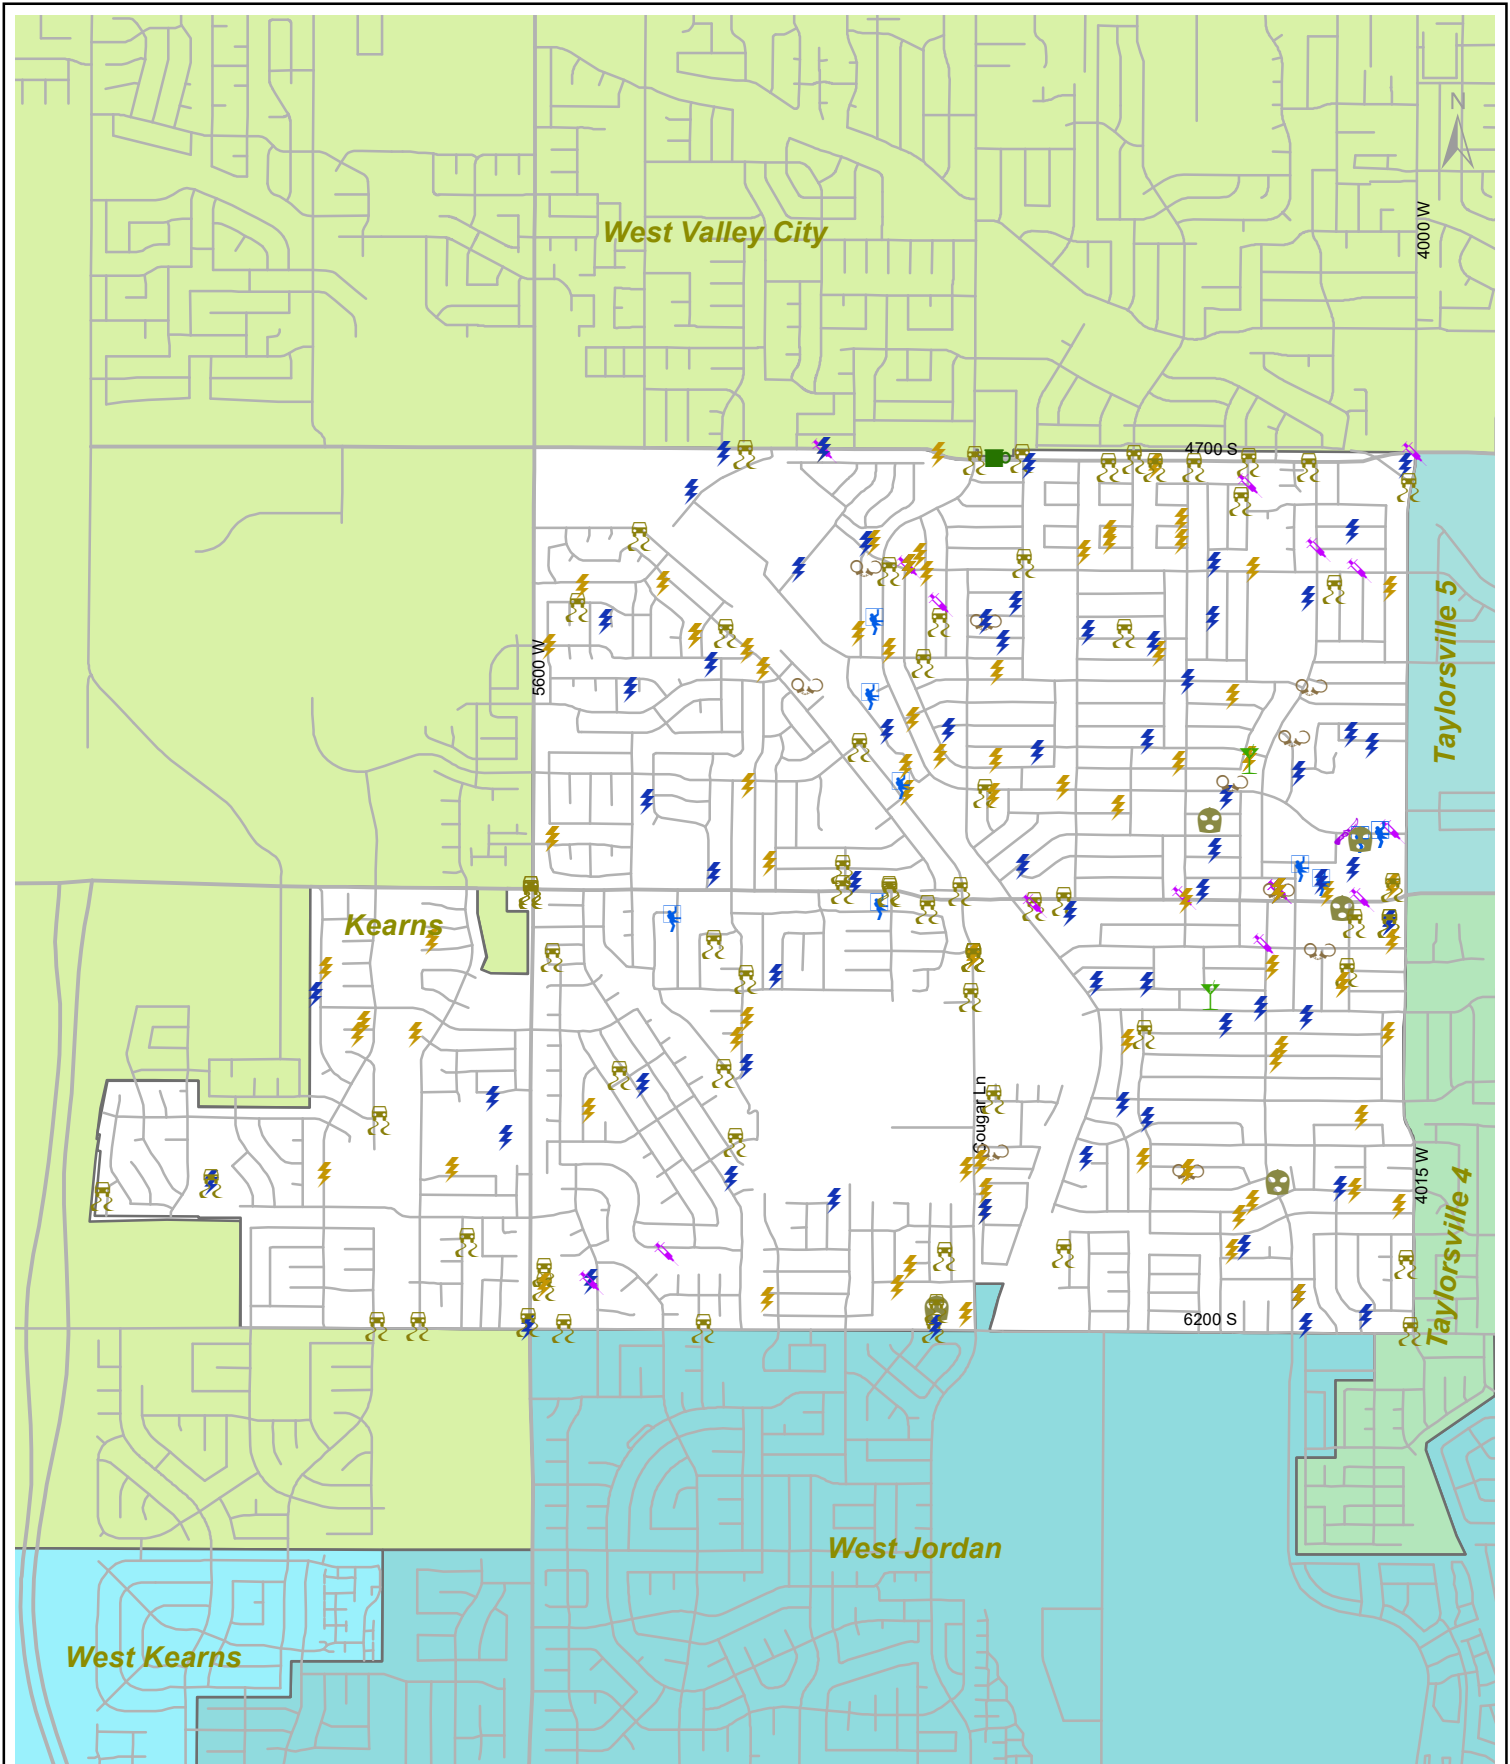 N
4000 W
West Valley City
4700 S
Taylorsville 5
5600 W
Kearns
Cougar Ln
4015 W
Taylorsville 4
6200 S
West Jordan
West Kearns